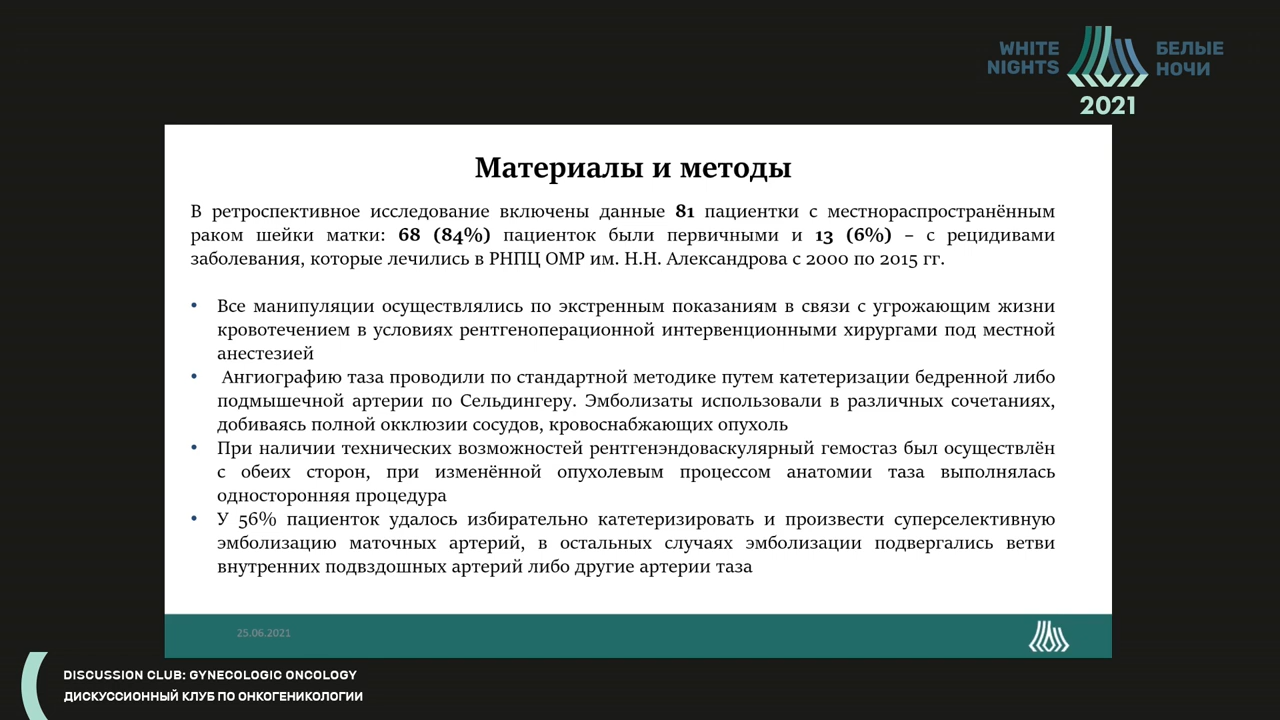 WHITE
NIGHTS
БЕЛЫЕ
НОЧИ
2021
Материалы и методы
В ретроспективное исследование включены данные 81 пациентки с местнораспространённым
раком шейки матки: 68 (84%) пациенток были первичными и 13 (6%) – с рецидивами
заболевания, которые лечились в РНПЦ ОМР им. Н.Н. Александрова с 2000 по 2015 гг.
• Все манипуляции осуществлялись по экстренным показаниям в связи с угрожающим жизни
кровотечением в условиях рентгеноперационной интервенционными хирургами под местной
анестезией
• Ангиографию таза проводили по стандартной методике путем катетеризации бедренной либо
подмышечной артерии по Сельдингеру. Эмболизаты использовали в различных сочетаниях,
добиваясь полной окклюзии сосудов, кровоснабжающих опухоль
• При наличии технических возможностей рентгенэндоваскулярный гемостаз был осуществлён
с обеих сторон, при изменённой опухолевым процессом анатомии таза выполнялась
односторонняя процедура
• У 56% пациенток удалось избирательно катетеризировать и произвести суперселективную
эмболизацию маточных артерий, в остальных случаях эмболизации подвергались ветви
внутренних подвздошных артерий либо другие артерии таза
25.06.2021
DISCUSSION CLUB: GYNECOLOGIC ONCOLOGY
ДИСКУССИОННЫЙ КЛУБ ПО ОНКОГЕНИКОЛОГИИ